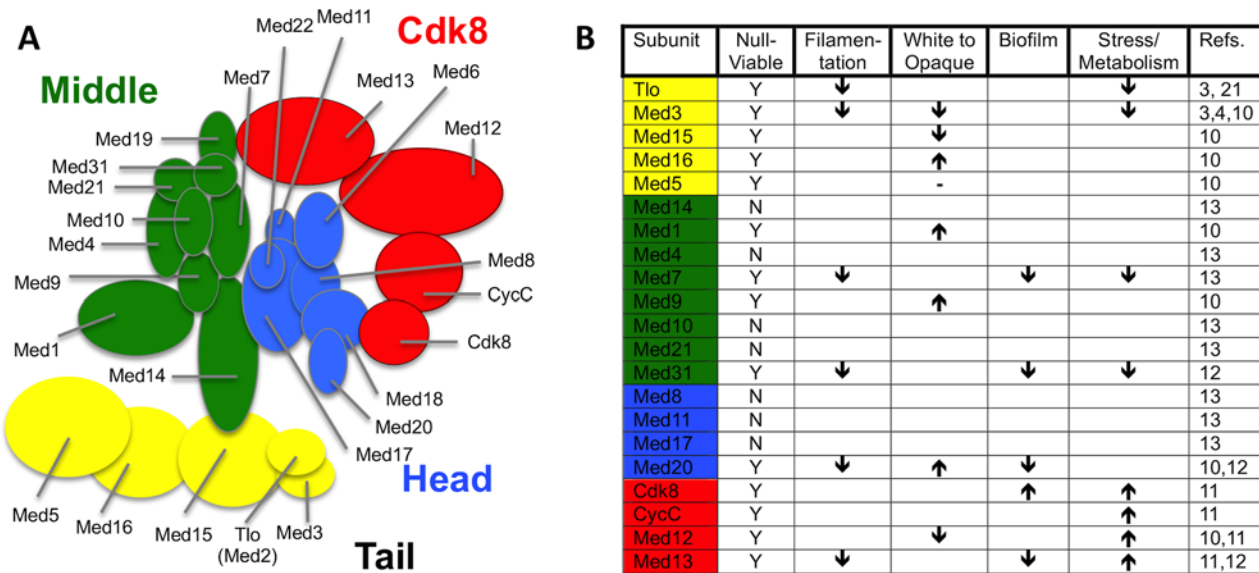 A
Med22
Med11
Cdk8
Med7
Med13
Med6
Middle
Med12
Med19
Med31
Med21
Med10
Med4
Med8
Med9
CycC
Med1
Cdk8
Med14
Med18
Med20
Med17
Head
Med5
Med16
Med15
Tlo
(Med2)
Med3
Tail
B
Subunit Null-Viable Filamen-tation White to Opaque Biofilm Stress/Metabolism Refs.
Tlo Y ↓ ↓ 3, 21
Med3 Y ↓ ↓ ↓ 3,4,10
Med15 Y ↓ 10
Med16 Y ↑ 10
Med5 Y - 10
Med14 N 13
Med1 Y ↑ 10
Med4 N 13
Med7 Y ↓ ↓ ↓ 13
Med9 Y ↑ 10
Med10 N 13
Med21 N 13
Med31 Y ↓ ↓ ↓ 12
Med8 N 13
Med11 N 13
Med17 N 13
Med20 Y ↓ ↑ ↓ 10,12
Cdk8 Y ↑ ↑ 11
CycC Y ↑ 11
Med12 Y ↓ ↑ 10,11
Med13 Y ↓ ↓ ↑ 11,12